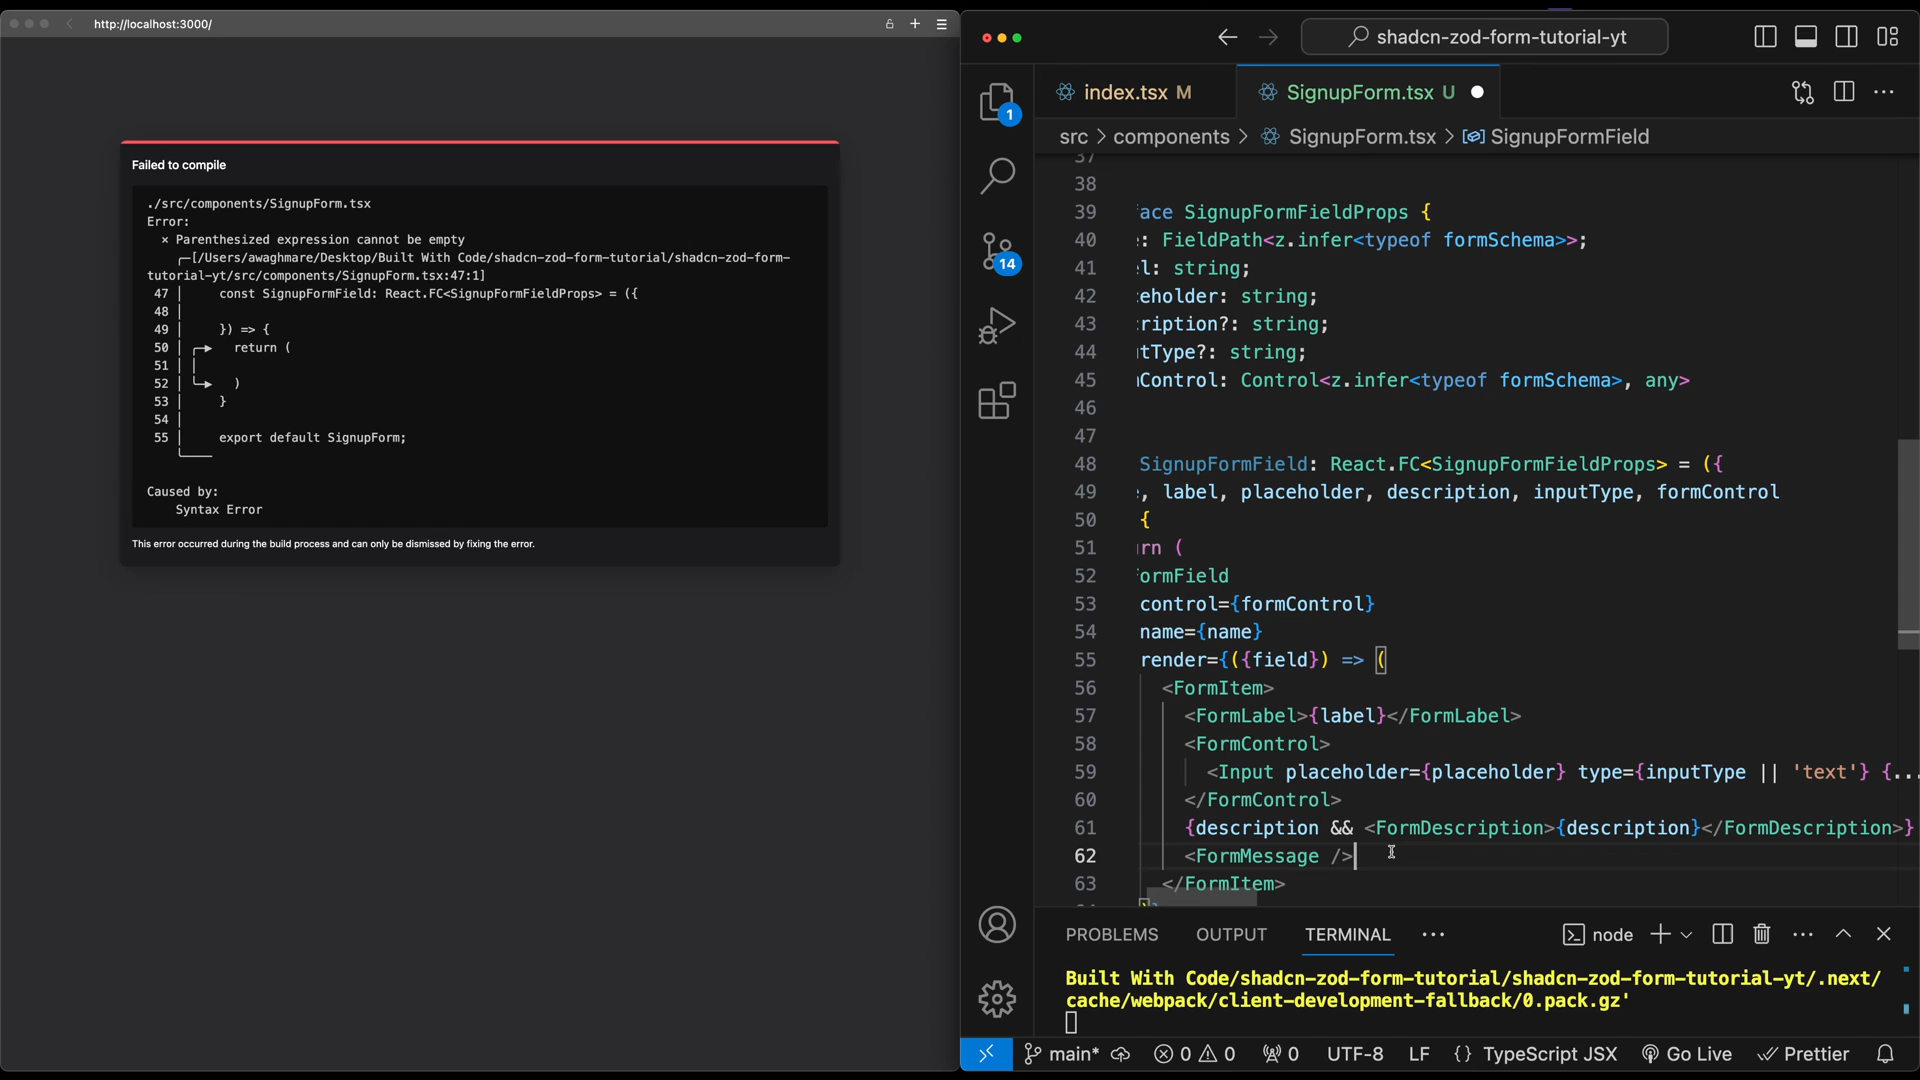 http://localhost:3000/
Failed to compile
./src/components/SignupForm.tsx
Error:
× Parenthesized expression cannot be empty
╭─[/Users/awaghmare/Desktop/Built With Code/shadcn-zod-form-tutorial/shadcn-zod-form-
tutorial-yt/src/components/SignupForm.tsx:47:1]
47 │ const SignupFormField: React.FC<SignupFormFieldProps> = ({
48 │
49 │ }) => {
50 │ ╭─▶ return (
51 │ │
52 │ ╰─▶ )
53 │ }
54 │
55 │ export default SignupForm;
Caused by:
Syntax Error
This error occurred during the build process and can only be dismissed by fixing the error.
shadcn-zod-form-tutorial-yt
index.tsx M
SignupForm.tsx U
src > components > SignupForm.tsx > SignupFormField
1
14
37
38
39 ace SignupFormFieldProps {
40 : FieldPath<z.infer<typeof formSchema>>;
41 l: string;
42 eholder: string;
43 ription?: string;
44 tType?: string;
45 Control: Control<z.infer<typeof formSchema>, any>
46
47
48 SignupFormField: React.FC<SignupFormFieldProps> = ({
49 , label, placeholder, description, inputType, formControl
50 {
51 rn (
52 ormField
53 control={formControl}
54 name={name}
55 render={({field}) => (
56 <FormItem>
57 <FormLabel>{label}</FormLabel>
58 <FormControl>
59 <Input placeholder={placeholder} type={inputType || 'text'} {...
60 </FormControl>
61 {description && <FormDescription>{description}</FormDescription>}
62 <FormMessage />
63 </FormItem>
PROBLEMS OUTPUT TERMINAL ··· node
Built With Code/shadcn-zod-form-tutorial/shadcn-zod-form-tutorial-yt/.next/
cache/webpack/client-development-fallback/0.pack.gz'
main* 0 0 0 UTF-8 LF {} TypeScript JSX Go Live Prettier